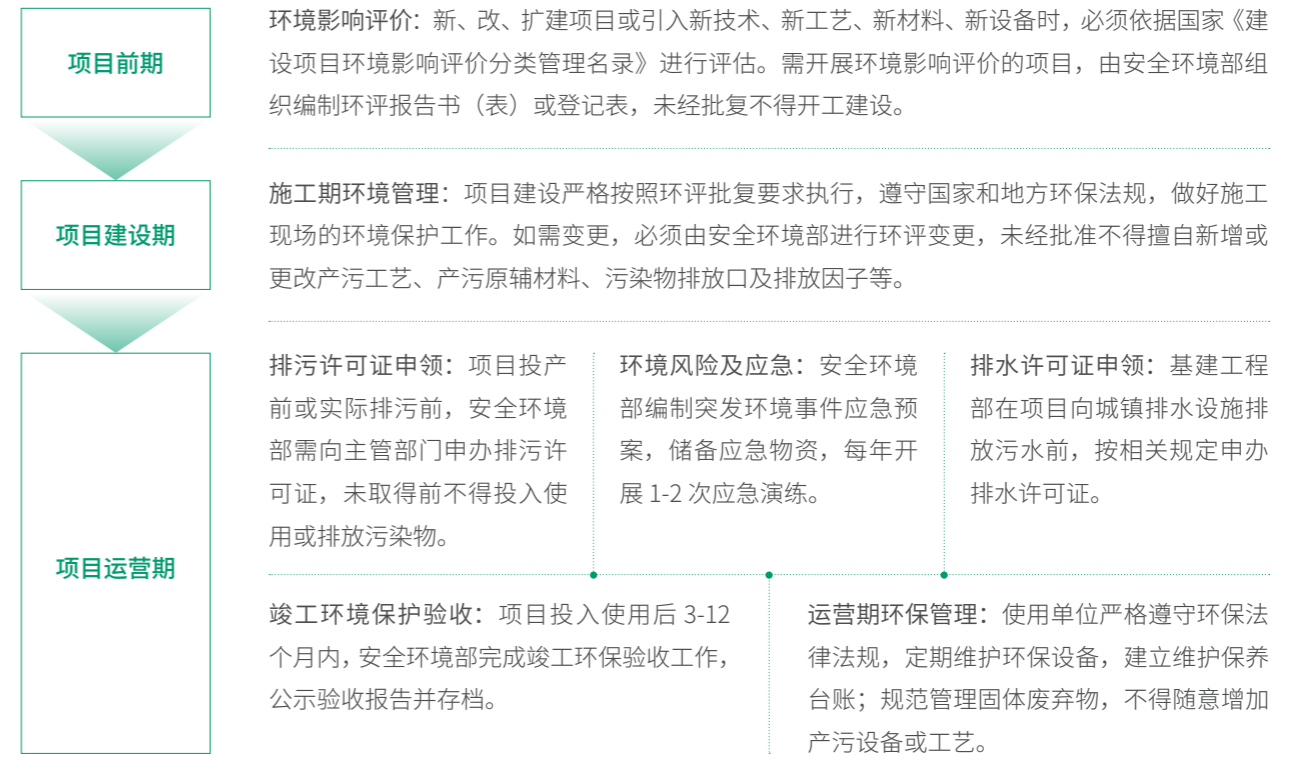 项目前期
环境影响评价：新、改、扩建项目或引入新技术、新工艺、新材料、新设备时，必须依据国家《建
设项目环境影响评价分类管理名录》进行评估。需开展环境影响评价的项目，由安全环境部组
织编制环评报告书（表）或登记表，未经批复不得开工建设。
项目建设期
施工期环境管理：项目建设严格按照环评批复要求执行，遵守国家和地方环保法规，做好施工
现场的环境保护工作。如需变更，必须由安全环境部进行环评变更，未经批准不得擅自新增或
更改产污工艺、产污原辅材料、污染物排放口及排放因子等。
项目运营期
排污许可证申领：项目投产
前或实际排污前，安全环境
部需向主管部门申办排污许
可证，未取得前不得投入使
用或排放污染物。
环境风险及应急：安全环境
部编制突发环境事件应急预
案，储备应急物资，每年开
展 1-2 次应急演练。
排水许可证申领：基建工程
部在项目向城镇排水设施排
放污水前，按相关规定申办
排水许可证。
竣工环境保护验收：项目投入使用后 3-12
个月内，安全环境部完成竣工环保验收工作，
公示验收报告并存档。
运营期环保管理：使用单位严格遵守环保法
律法规，定期维护环保设备，建立维护保养
台账；规范管理固体废弃物，不得随意增加
产污设备或工艺。